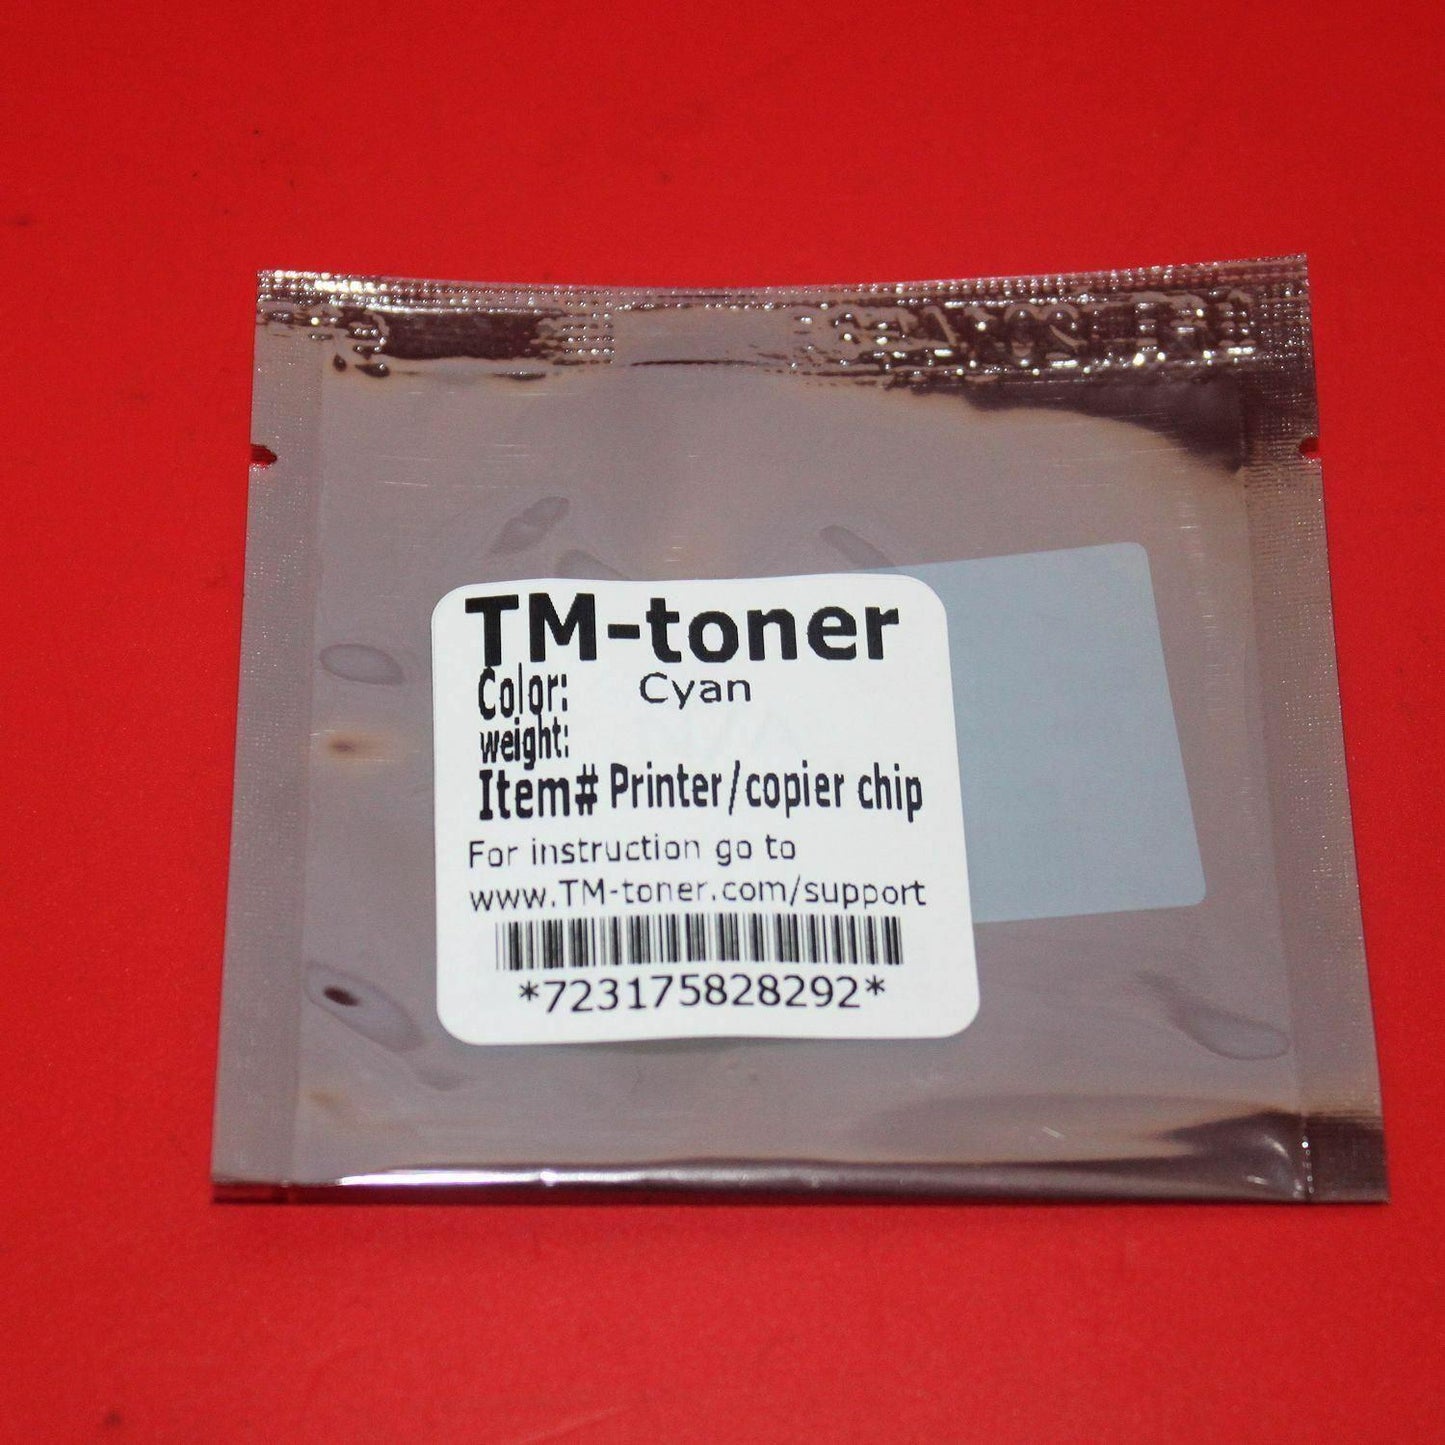 TM-toner
Color: Cyan
weight:
Item# Printer/copier chip
For instruction go to
www.TM-toner.com/support
*723175828292*